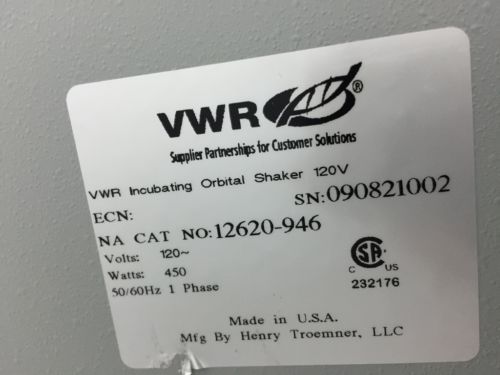 VWR®
Supplier Partnerships for Customer Solutions
VWR Incubating Orbital Shaker 120V
ECN: SN:090821002
NA CAT NO:12620-946
Volts: 120~
Watts: 450
50/60Hz 1 Phase
C US
232176
Made in U.S.A.
Mfg By Henry Troemner, LLC